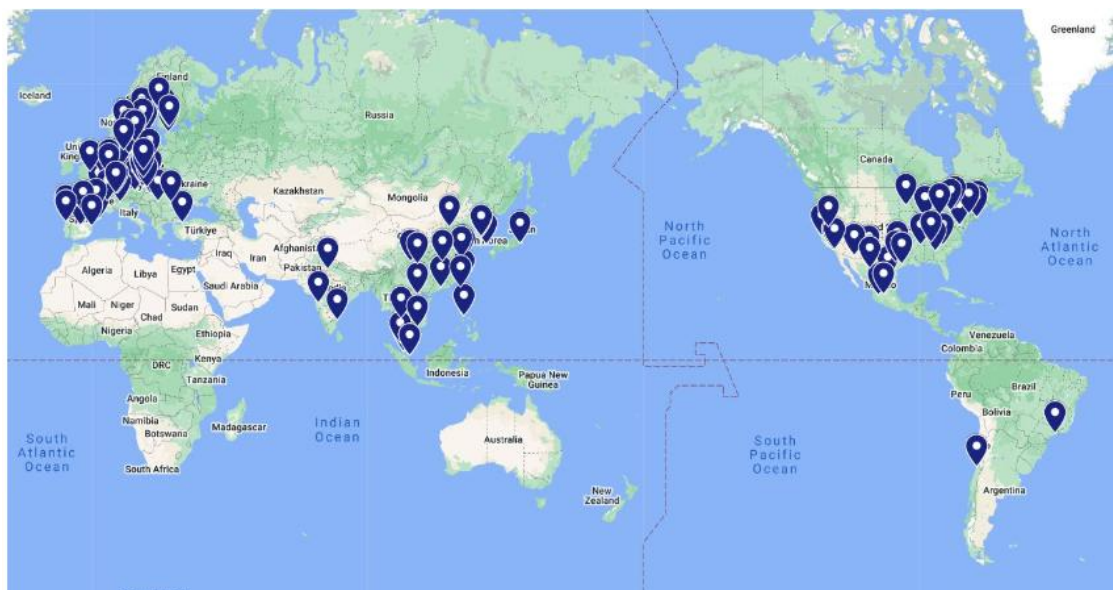 Greenland
Iceland
Finland
Russia
Canada
Kazakhstan
Mongolia
Italy
Türkiye
North
Pacific
Ocean
North
Atlantic
Ocean
Afghanistan
Iraq
Iran
Pakistan
Algeria
Libya
Egypt
Saudi Arabia
Mali
Niger
Sudan
Chad
Nigeria
Ethiopia
Venezuela
Colombia
Kenya
DRC
Tanzania
Indonesia
Papua New
Guinea
Peru
Brazil
Angola
Bolivia
Namibia
Botswana
Madagascar
Indian
Ocean
South
Atlantic
Ocean
Australia
South
Pacific
Ocean
South Africa
Argentina
New
Zealand